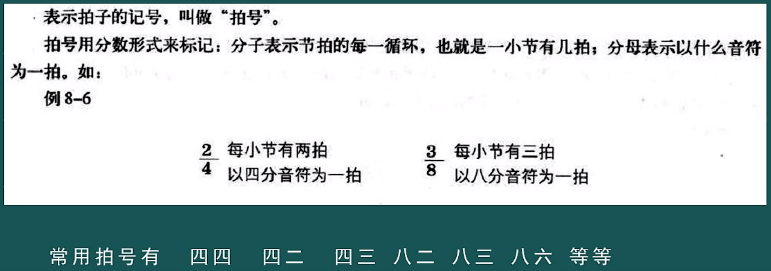 表示拍子的记号，叫做“拍号”。
拍号用分数形式来标记：分子表示节拍的每一循环，也就是一小节有几拍；分母表示以什么音符
为一拍。如：
例8-6
2/4 每小节有两拍 以四分音符为一拍
3/8 每小节有三拍 以八分音符为一拍
常用拍号有 四四 四二 四三 八二 八三 八六 等等